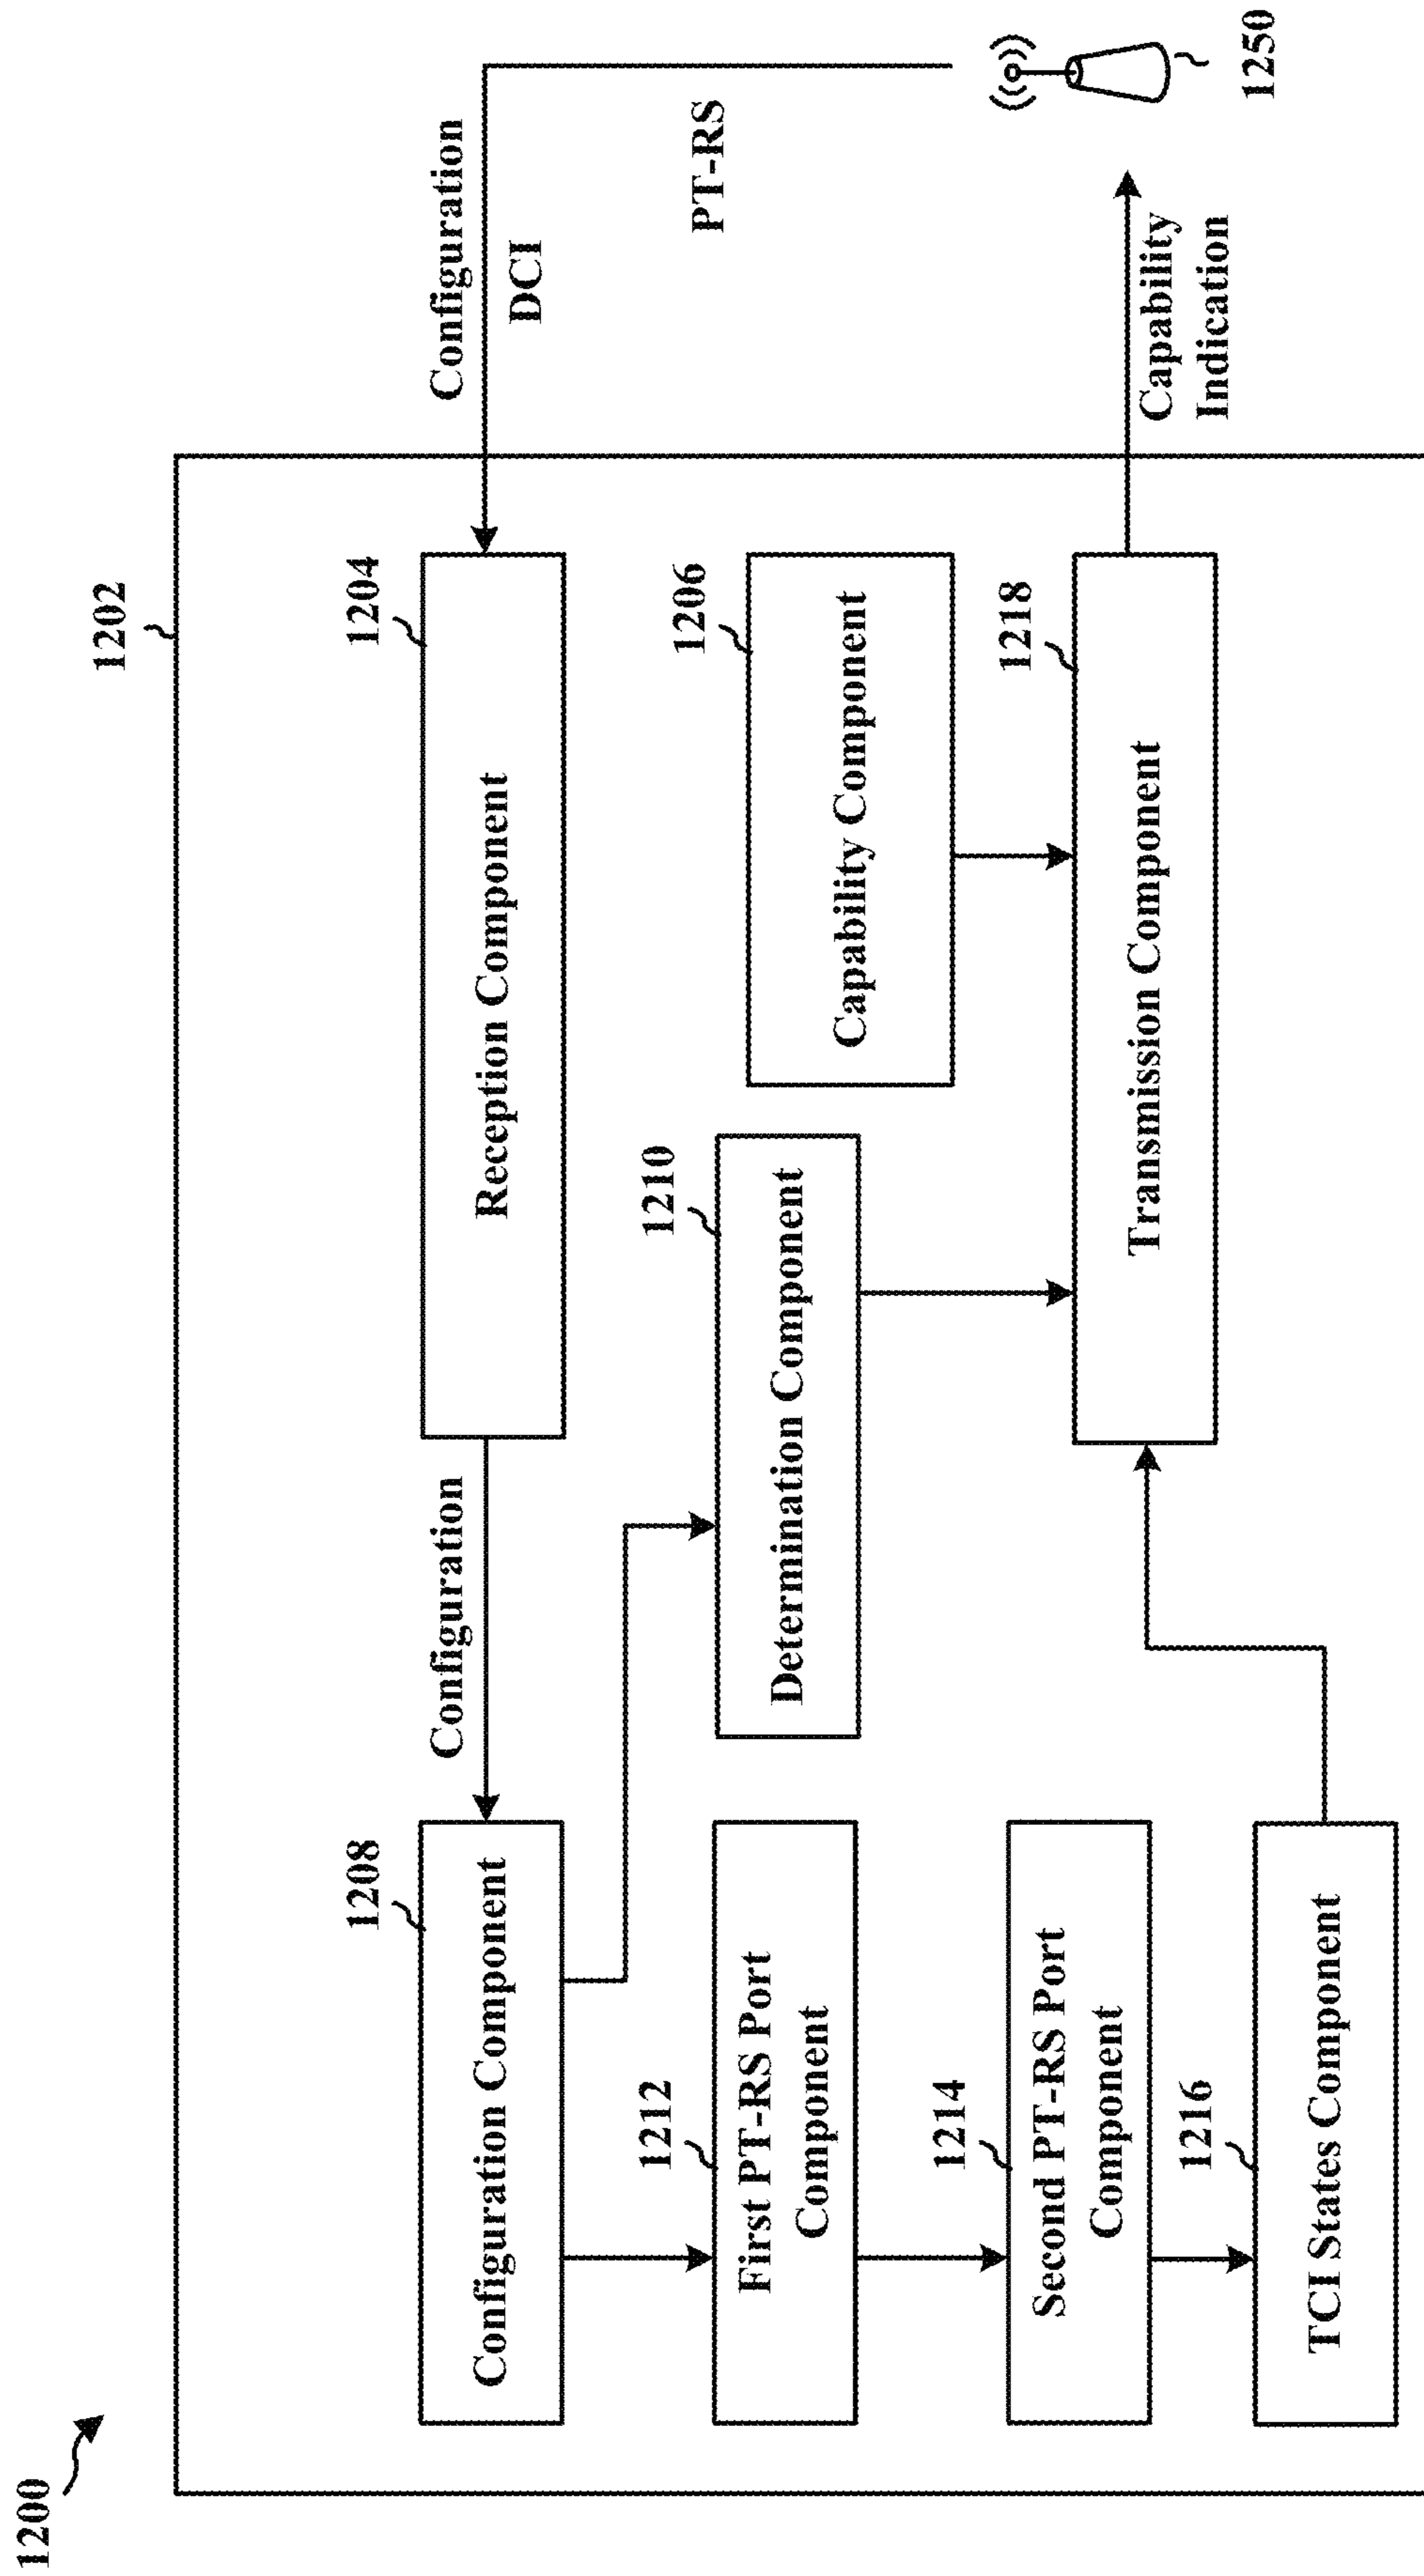 1200
1202
1208
Configuration Component
Configuration
1204
Reception Component
Configuration
DCI
PT-RS
1212
First PT-RS Port
Component
1210
Determination Component
1206
Capability Component
1214
Second PT-RS Port
Component
1216
TCI States Component
1218
Transmission Component
Capability
Indication
1250